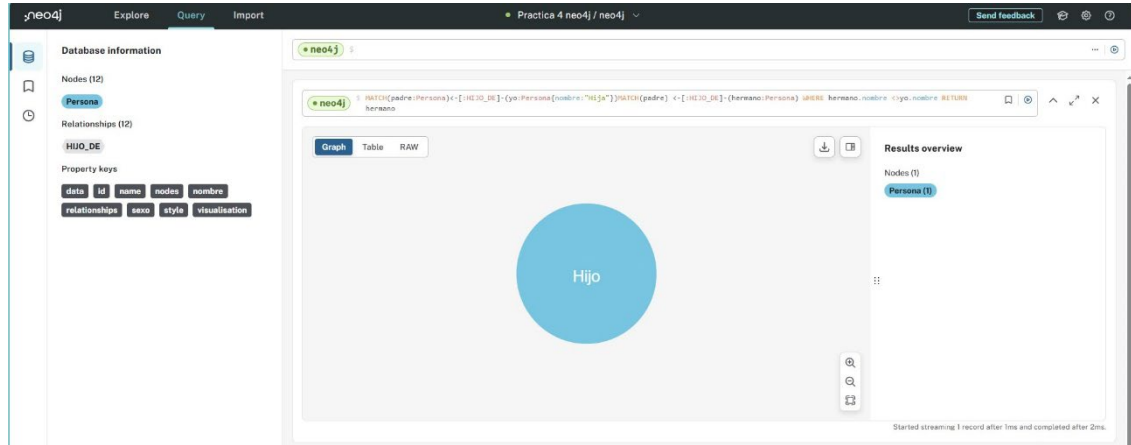 neo4j Explore Query Import Practica 4 neo4j / neo4j Send feedback
Database information
Nodes (12)
Persona
Relationships (12)
HIJO_DE
Property keys
data id name nodes nombre
relationships sexo style visualisation
neo4j $
neo4j $ MATCH(padre:Persona)<-[:HIJO_DE]-(yo:Persona{nombre:"Hija"})MATCH(padre) <-[:HIJO_DE]-(hermano:Persona) WHERE hermano.nombre <>yo.nombre RETURN
hermano
Graph Table RAW
Results overview
Nodes (1)
Persona (1)
Hijo
Started streaming 1 record after 1ms and completed after 2ms.